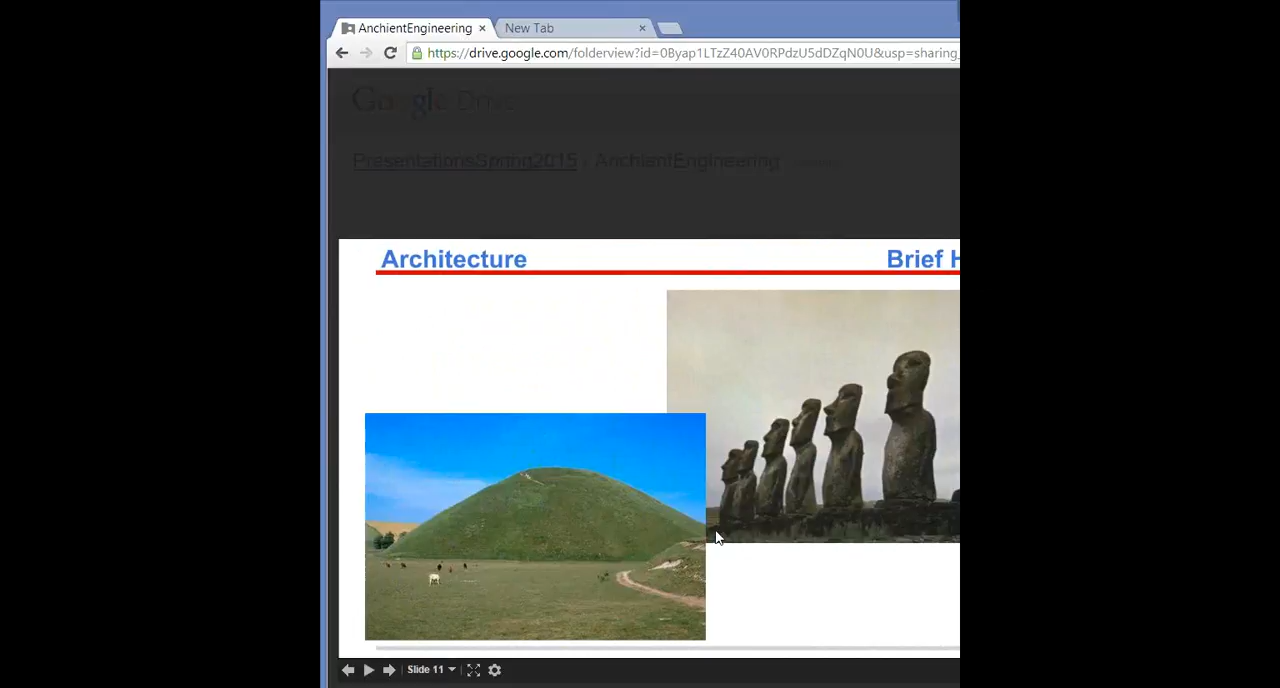 AnchientEngineering
New Tab
https://drive.google.com/folderview?id=0Byap1LTzZ40AV0RPdzU5dDZqN0U&usp=sharing_
Google Drive
PresentationsSpring2015 AnchientEngineering
Architecture
Brief H
Slide 11